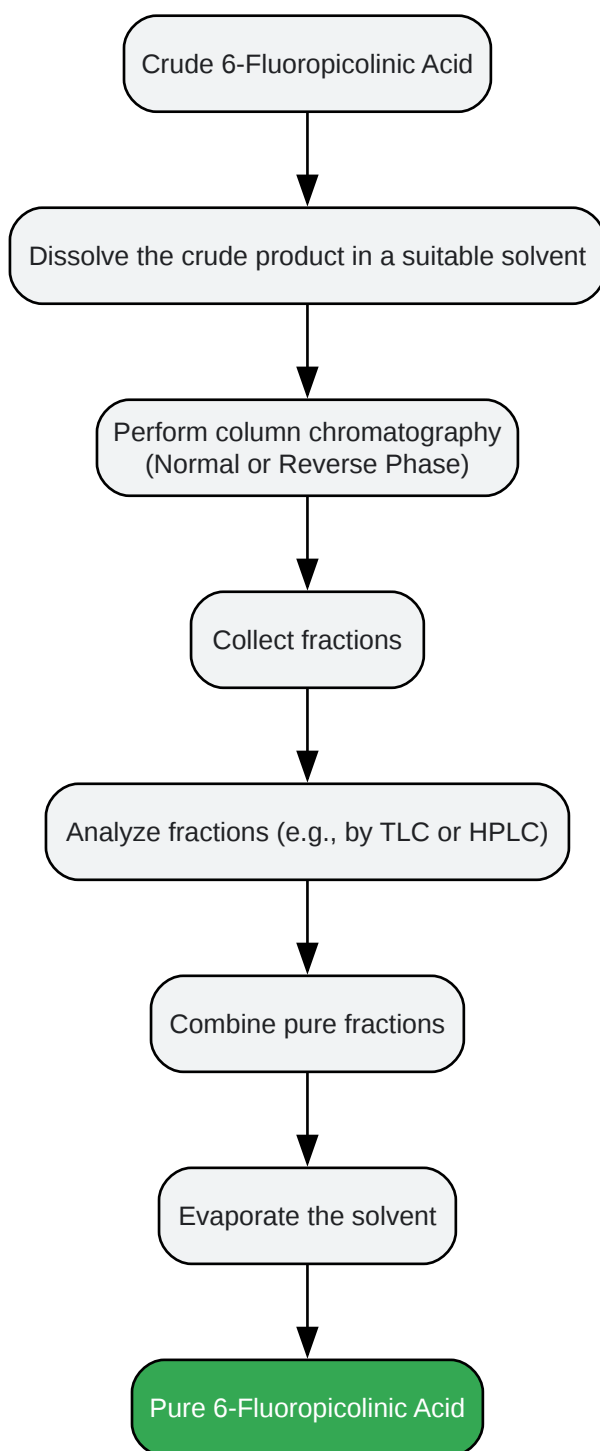 Crude 6-Fluoropicolinic Acid
Dissolve the crude product in a suitable solvent
Perform column chromatography
(Normal or Reverse Phase)
Collect fractions
Analyze fractions (e.g., by TLC or HPLC)
Combine pure fractions
Evaporate the solvent
Pure 6-Fluoropicolinic Acid